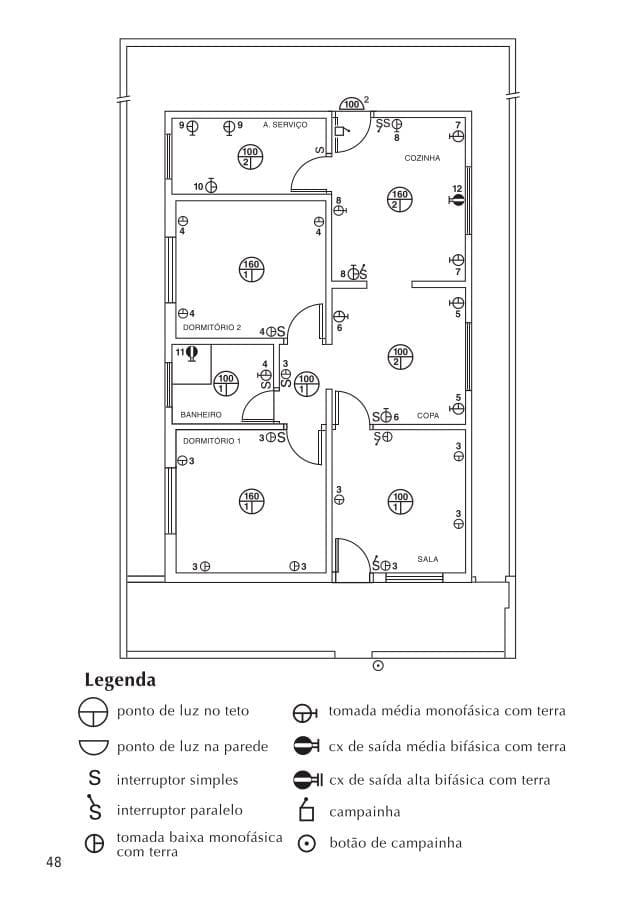 100 2
9 9 A. SERVIÇO S SS 8 7
100
2
COZINHA
10
8
160
2
12
4 4
160
1
8 S 7
4
DORMITÓRIO 2
4 S
6 5
11
4 3
100
1
S S
100
1
100
2
BANHEIRO
5
S 6 COPA
DORMITÓRIO 1
3 S
S
3
3
160
1
3
100
1
3
SALA
3 3
S 3
Legenda
ponto de luz no teto
tomada média monofásica com terra
ponto de luz na parede
cx de saída média bifásica com terra
S interruptor simples
cx de saída alta bifásica com terra
S interruptor paralelo
campainha
tomada baixa monofásica
com terra
botão de campainha
48